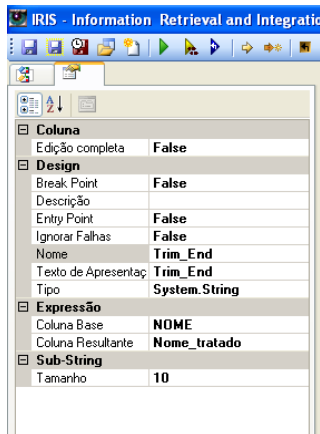 IRIS - Information Retrieval and Integratio
Coluna
Edição completa False
Design
Break Point False
Descrição
Entry Point False
Ignorar Falhas False
Nome Trim_End
Texto de Apresentaç Trim_End
Tipo System.String
Expressão
Coluna Base NOME
Coluna Resultante Nome_tratado
Sub-String
Tamanho 10